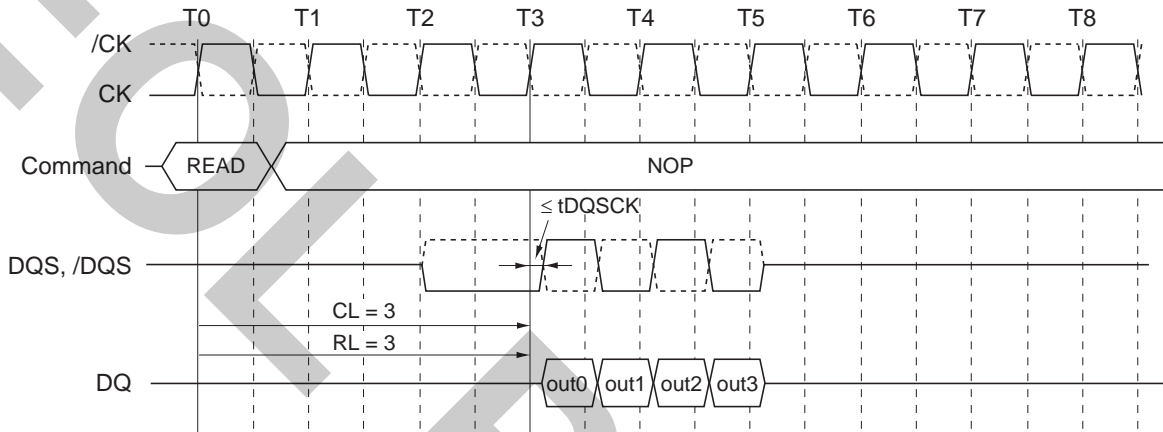 T0 T1 T2 T3 T4 T5 T6 T7 T8
/CK
CK
Command READ NOP
≤ tDQSCK
DQS, /DQS
CL = 3
RL = 3
DQ out0 out1 out2 out3